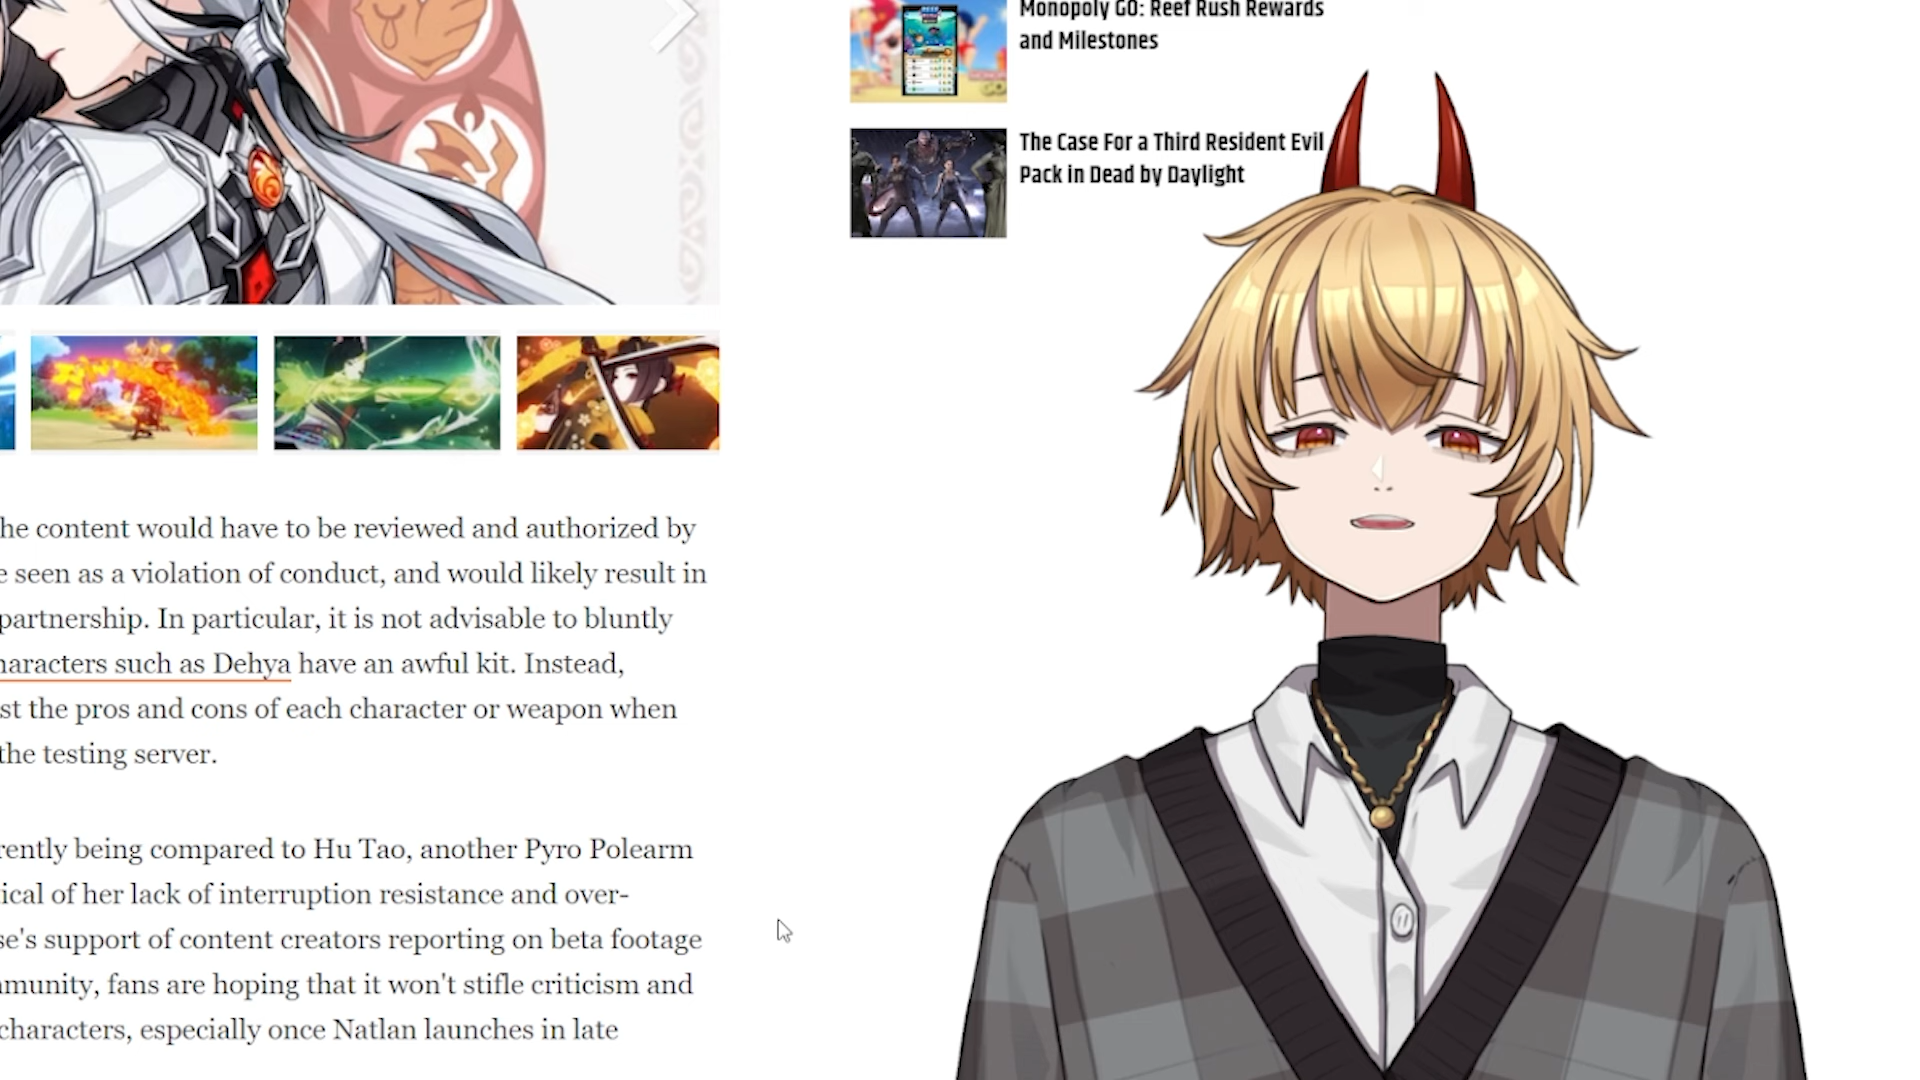 Monopoly GO: Reef Rush Rewards
and Milestones
The Case For a Third Resident Evil
Pack in Dead by Daylight
he content would have to be reviewed and authorized by
e seen as a violation of conduct, and would likely result in
partnership. In particular, it is not advisable to bluntly
haracters such as Dehya have an awful kit. Instead,
st the pros and cons of each character or weapon when
the testing server.
rently being compared to Hu Tao, another Pyro Polearm
ical of her lack of interruption resistance and over-
se's support of content creators reporting on beta footage
mmunity, fans are hoping that it won't stifle criticism and
characters, especially once Natlan launches in late